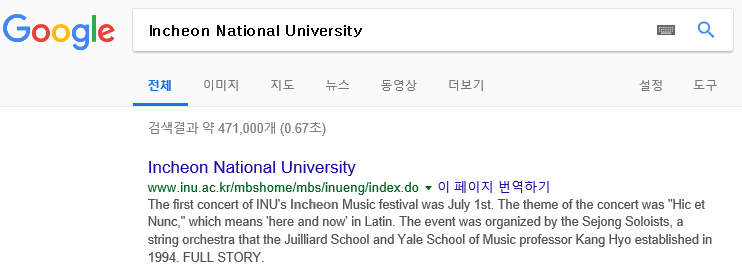 Google
Incheon National University
전체 이미지 지도 뉴스 동영상 더보기 설정 도구
검색결과 약 471,000개 (0.67초)
Incheon National University
www.inu.ac.kr/mbshome/mbs/inueng/index.do 이 페이지 번역하기
The first concert of INU's Incheon Music festival was July 1st. The theme of the concert was "Hic et
Nunc," which means 'here and now' in Latin. The event was organized by the Sejong Soloists, a
string orchestra that the Juilliard School and Yale School of Music professor Kang Hyo established in
1994. FULL STORY.